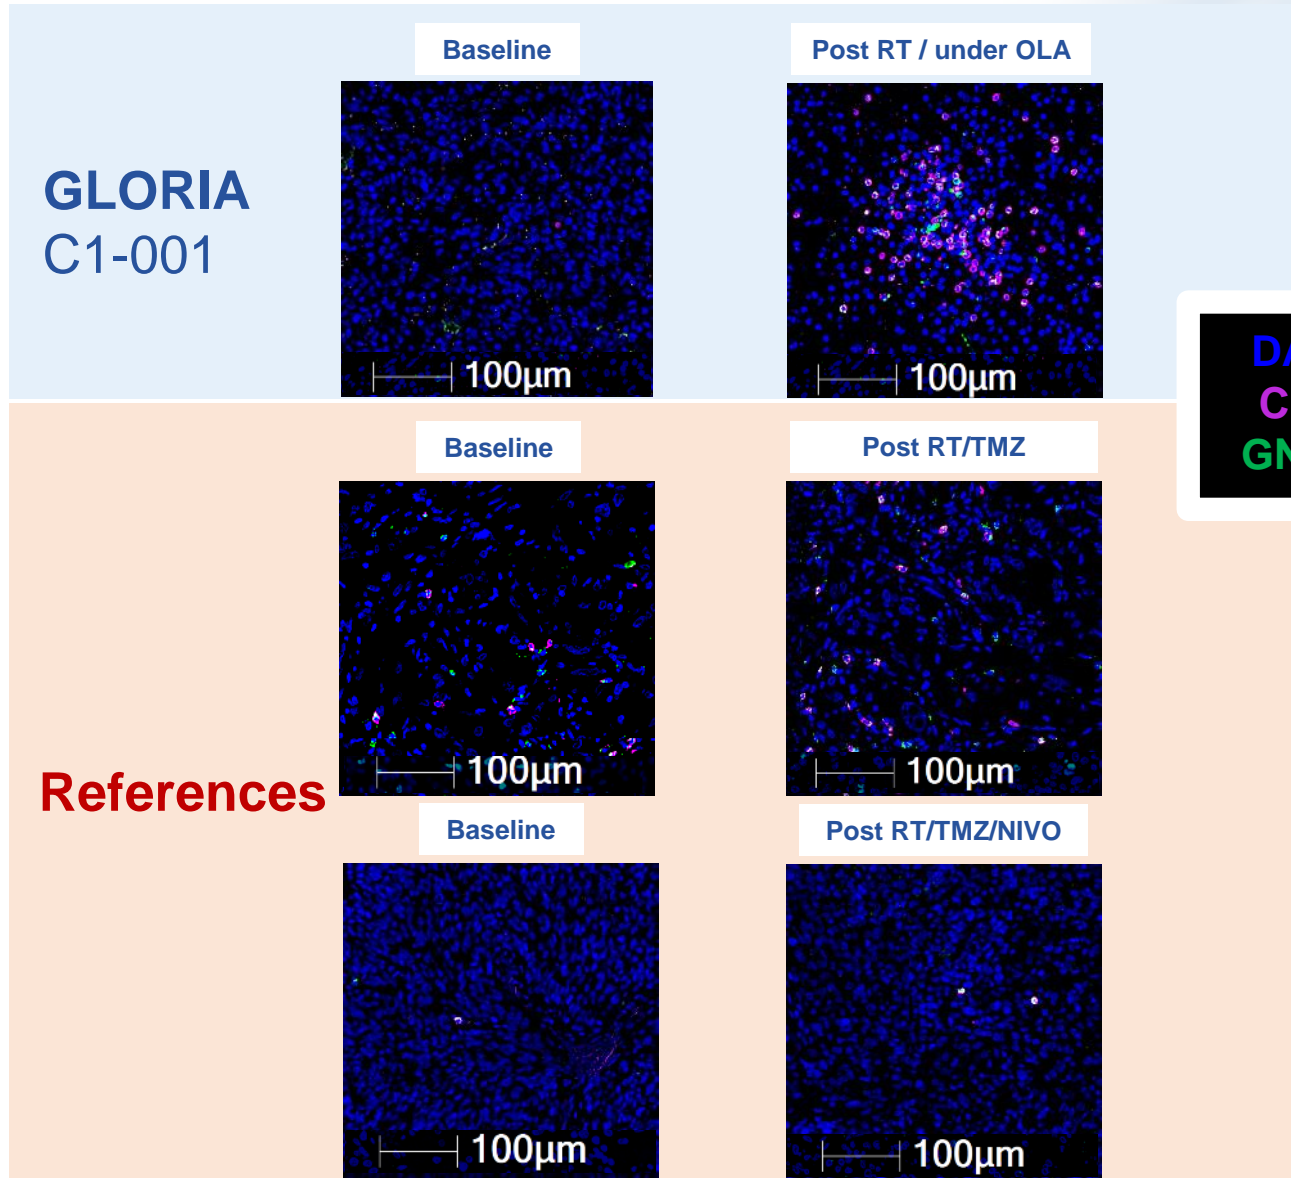 Baseline
Post RT / under OLA
GLORIA
C1-001
100µm
100µm
Baseline
Post RT/TMZ
100µm
100µm
References
Baseline
Post RT/TMZ/NIVO
100µm
100µm